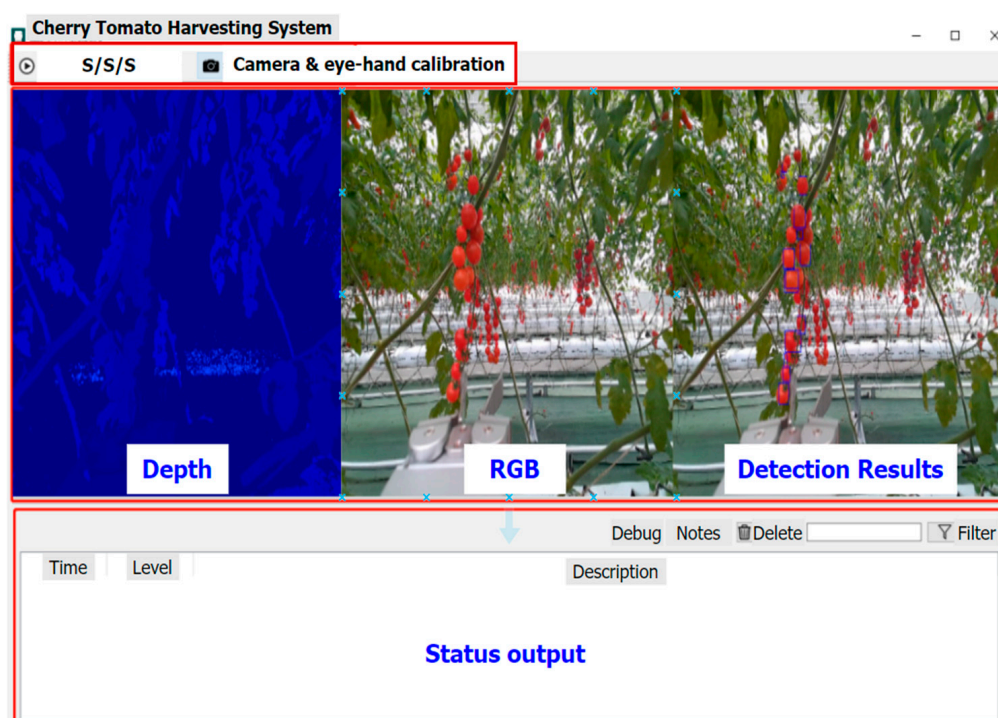 Cherry Tomato Harvesting System
S/S/S Camera & eye-hand calibration
Depth RGB Detection Results
Debug Notes Delete Filter
Time Level Description
Status output